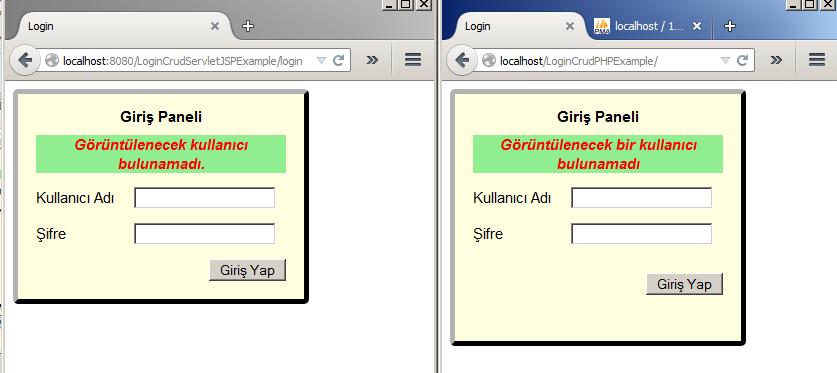 Login
localhost:8080/LoginCrudServletJSPExample/login
Giriş Paneli
Görüntülenecek kullanıcı
bulunamadı.
Kullanıcı Adı
Şifre
Giriş Yap
Login
PMA
localhost / 1...
localhost/LoginCrudPHPExample/
Giriş Paneli
Görüntülenecek bir kullanıcı
bulunamadı
Kullanıcı Adı
Şifre
Giriş Yap